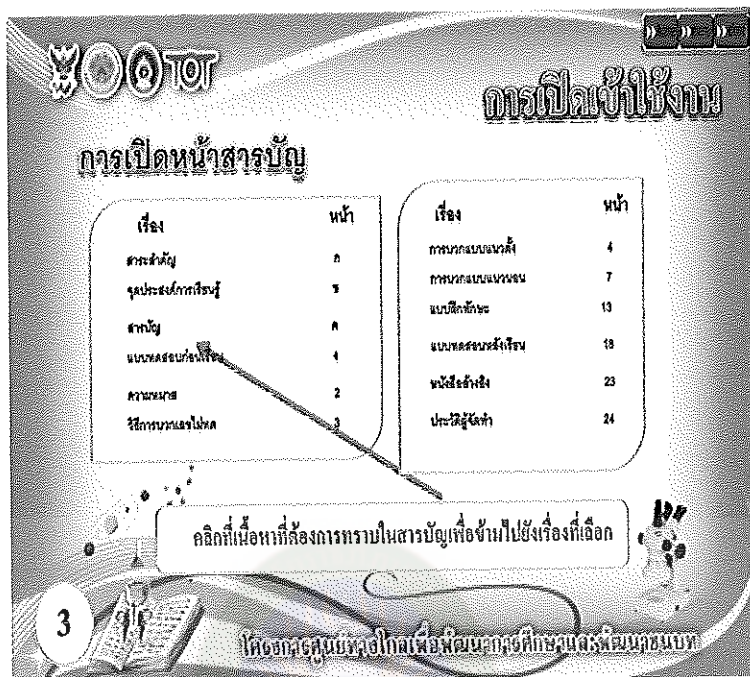 TOT
การเปิดเข้าใช้งาน
การเปิดหน้าสารบัญ
เรื่อง หน้า
สาระสำคัญ ก
จุดประสงค์การเรียนรู้ ข
สารบัญ ค
แบบทดสอบก่อนเรียน 1
ความหมาย 2
วิธีการบวกเลขไม่ทด 3
เรื่อง หน้า
การบวกแบบแนวตั้ง 4
การบวกแบบแนวนอน 7
แบบฝึกทักษะ 13
แบบทดสอบหลังเรียน 18
หนังสืออ้างอิง 23
ประวัติผู้จัดทำ 24
คลิกที่เนื้อหาที่ต้องการทราบในสารบัญเพื่อข้ามไปยังเรื่องที่เลือก
3
โครงการศูนย์ทางไกลเพื่อพัฒนาการศึกษาและพัฒนาชนบท